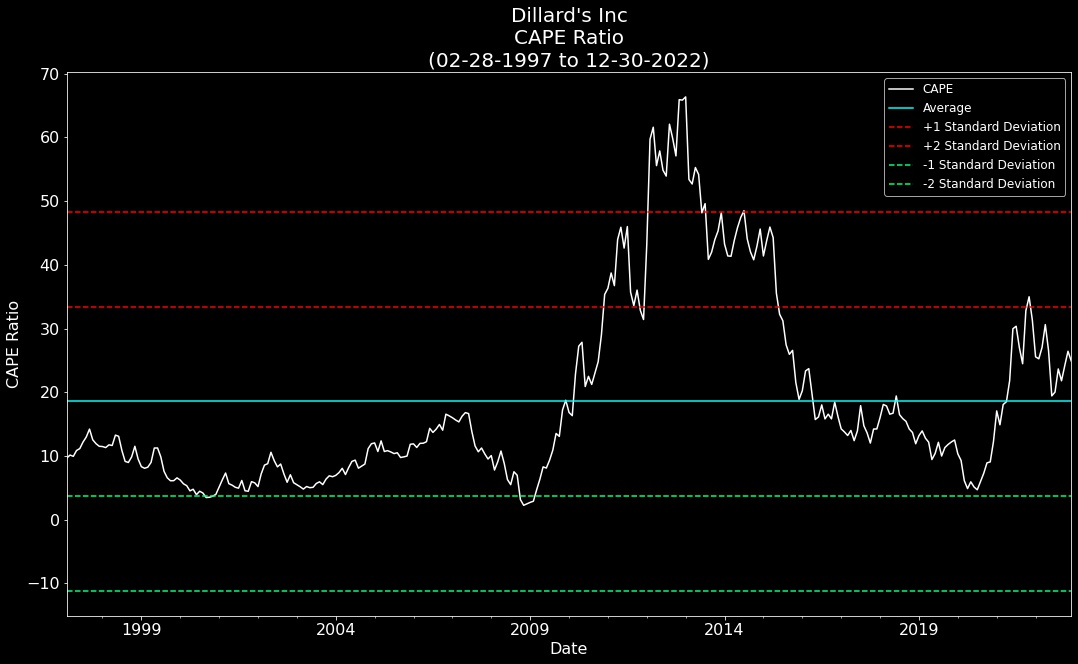 Dillard's Inc
CAPE Ratio
(02-28-1997 to 12-30-2022)
70
60
50
40
30
20
10
0
−10
CAPE Ratio
CAPE
Average
+1 Standard Deviation
+2 Standard Deviation
-1 Standard Deviation
-2 Standard Deviation
1999
2004
2009
2014
2019
Date